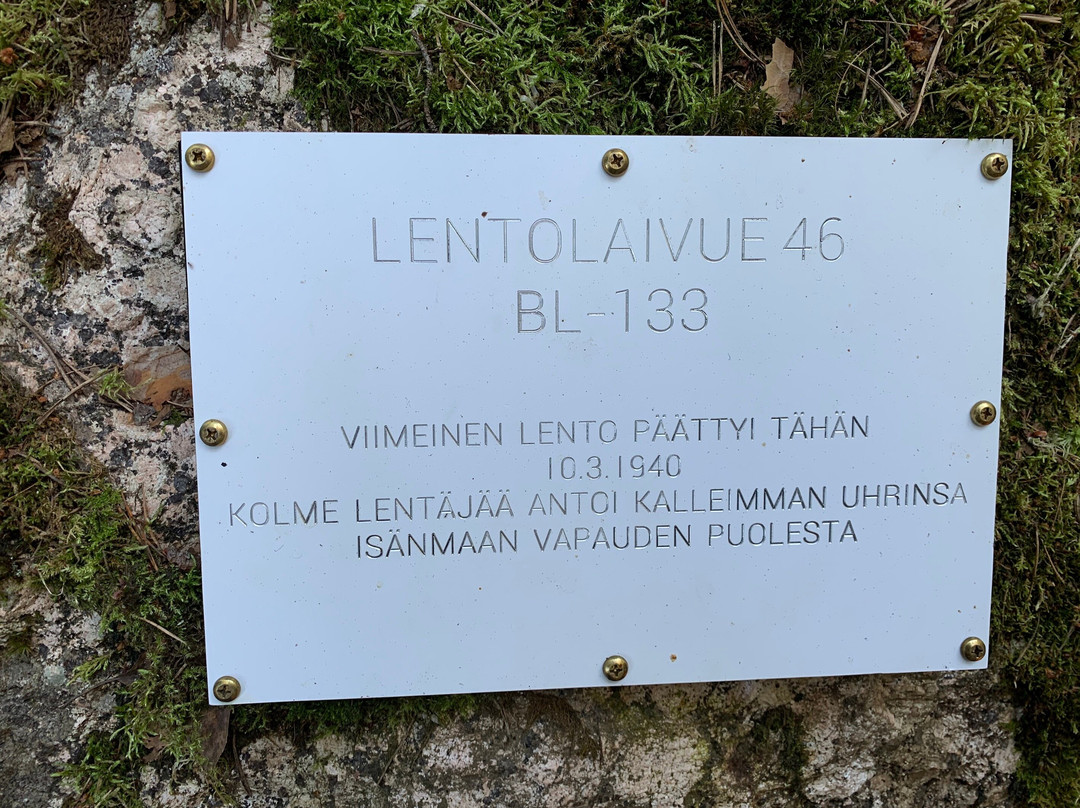 LENTOLAIVUE 46
BL-133
VIIMEINEN LENTO PÄÄTTYI TÄHÄN
10.3.1940
KOLME LENTÄJÄÄ ANTOI KALLEIMMAN UHRINSA
ISÄNMAAN VAPAUDEN PUOLESTA